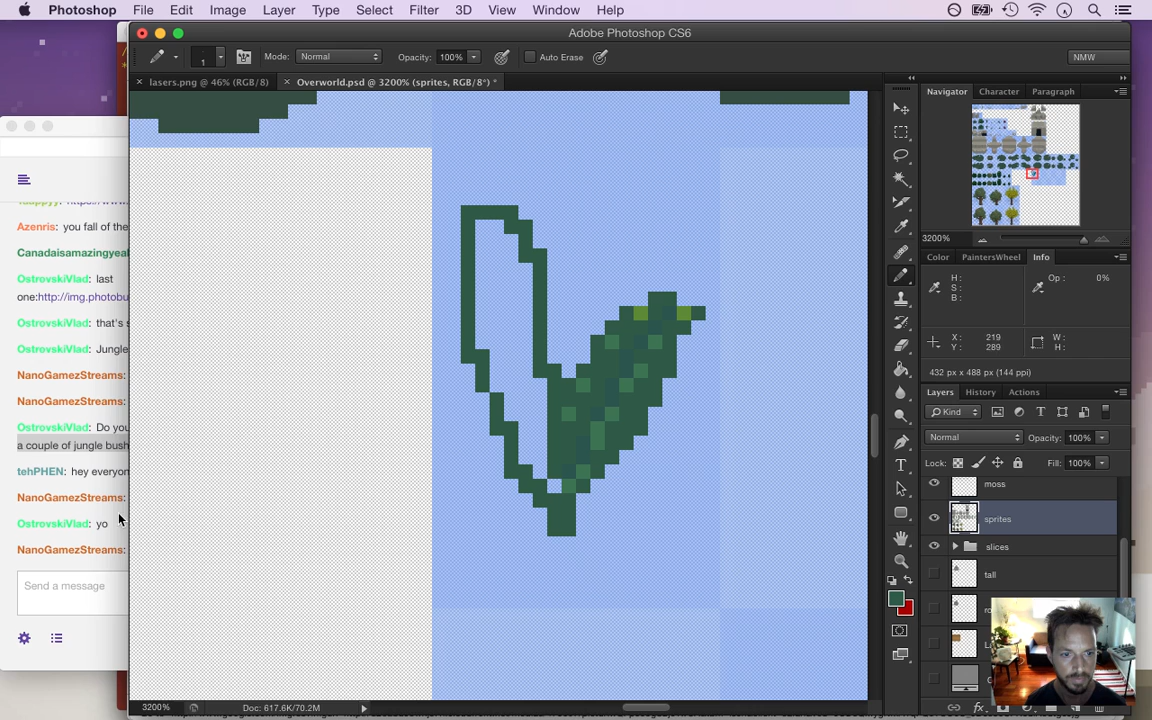 Photoshop File Edit Image Layer Type Select Filter 3D View Window Help
Adobe Photoshop CS6
1 Mode: Normal Opacity: 100% Auto Erase NMW
lasers.png @ 46% (RGB/8) Overworld.psd @ 3200% (sprites, RGB/8*) *
Navigator Character Paragraph
3200%
Color PaintersWheel Info
H: Op: 0%
S:
B:
X: 219 W:
Y: 289 H:
432 px x 488 px (144 ppi)
Layers History Actions
Kind
Normal Opacity: 100%
Lock: Fill: 100%
moss
sprites
slices
tall
Azenris: you fall of the
Canadaisamazingyeah
OstrovskiVlad: last
one:http://img.photobu
OstrovskiVlad: that's s
OstrovskiVlad: Jungle
NanoGamezStreams:
NanoGamezStreams:
OstrovskiVlad: Do you
a couple of jungle bush
tehPHEN: hey everyon
NanoGamezStreams:
OstrovskiVlad: yo
NanoGamezStreams:
Send a message
3200% Doc: 617.6K/70.2M